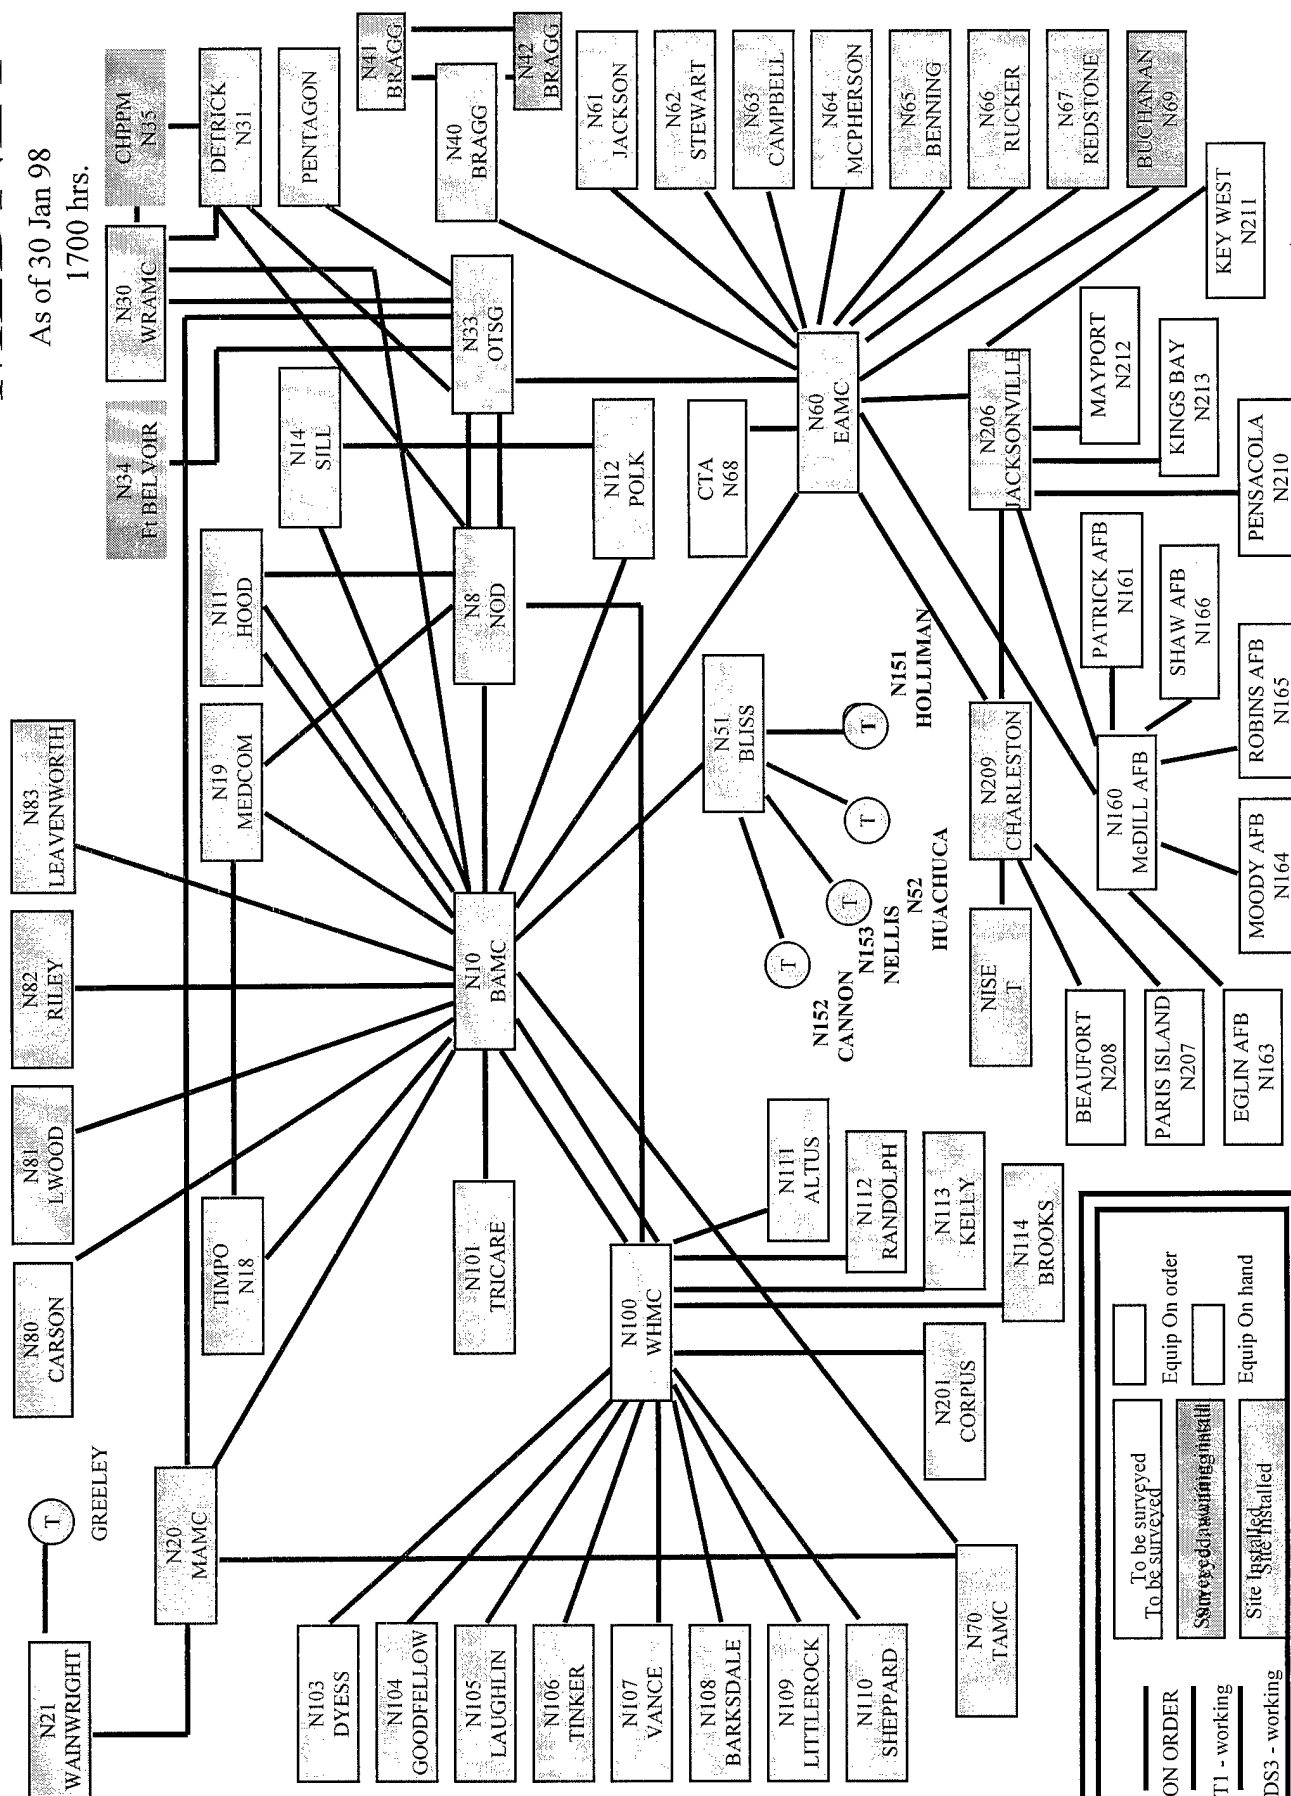 As of 30 Jan 98
1700 hrs.
N21
WAINWRIGHT
T
GREELEY
N80
CARSON
N81
LWOOD
N82
RILEY
N83
LEAVENWORTH
N20
MAMC
TIMPO
N18
N19
MEDCOM
N11
HOOD
N34
Ft BELVOIR
N30
WRAMC
CHPPM
N35
N14
SILL
DETRICK
N31
PENTAGON
N41
BRAGG
N40
BRAGG
N42
BRAGG
N103
DYESS
N104
GOODFELLOW
N105
LAUGHLIN
N106
TINKER
N107
VANCE
N108
BARKSDALE
N109
LITTLEROCK
N110
SHEPPARD
N101
TRICARE
N10
BAMC
N8
NOD
N33
OTSG
N12
POLK
N100
WHMC
CTA
N68
N60
EAMC
N61
JACKSON
N62
STEWART
N63
CAMPBELL
N64
MCPHERSON
N65
BENNING
N66
RUCKER
N67
REDSTONE
BUCHANAN
N69
N51
BLISS
T
T
T
T
N152
CANNON
N153
NELLIS
N52
HUACHUCA
N151
HOLLIMAN
N111
ALTUS
N112
RANDOLPH
N113
KELLY
N114
BROOKS
N201
CORPUS
N70
TAMC
NISE
T
N209
CHARLESTON
N206
JACKSONVILLE
KEY WEST
N211
MAYPORT
N212
KINGS BAY
N213
PENSACOLA
N210
BEAUFORT
N208
PARIS ISLAND
N207
EGLIN AFB
N163
N160
McDILL AFB
PATRICK AFB
N161
SHAW AFB
N166
ROBINS AFB
N165
MOODY AFB
N164
ON ORDER
T1 - working
DS3 - working
To be surveyed
To be surveyed
Site Installed
Site Installed
Equip On order
Equip On hand